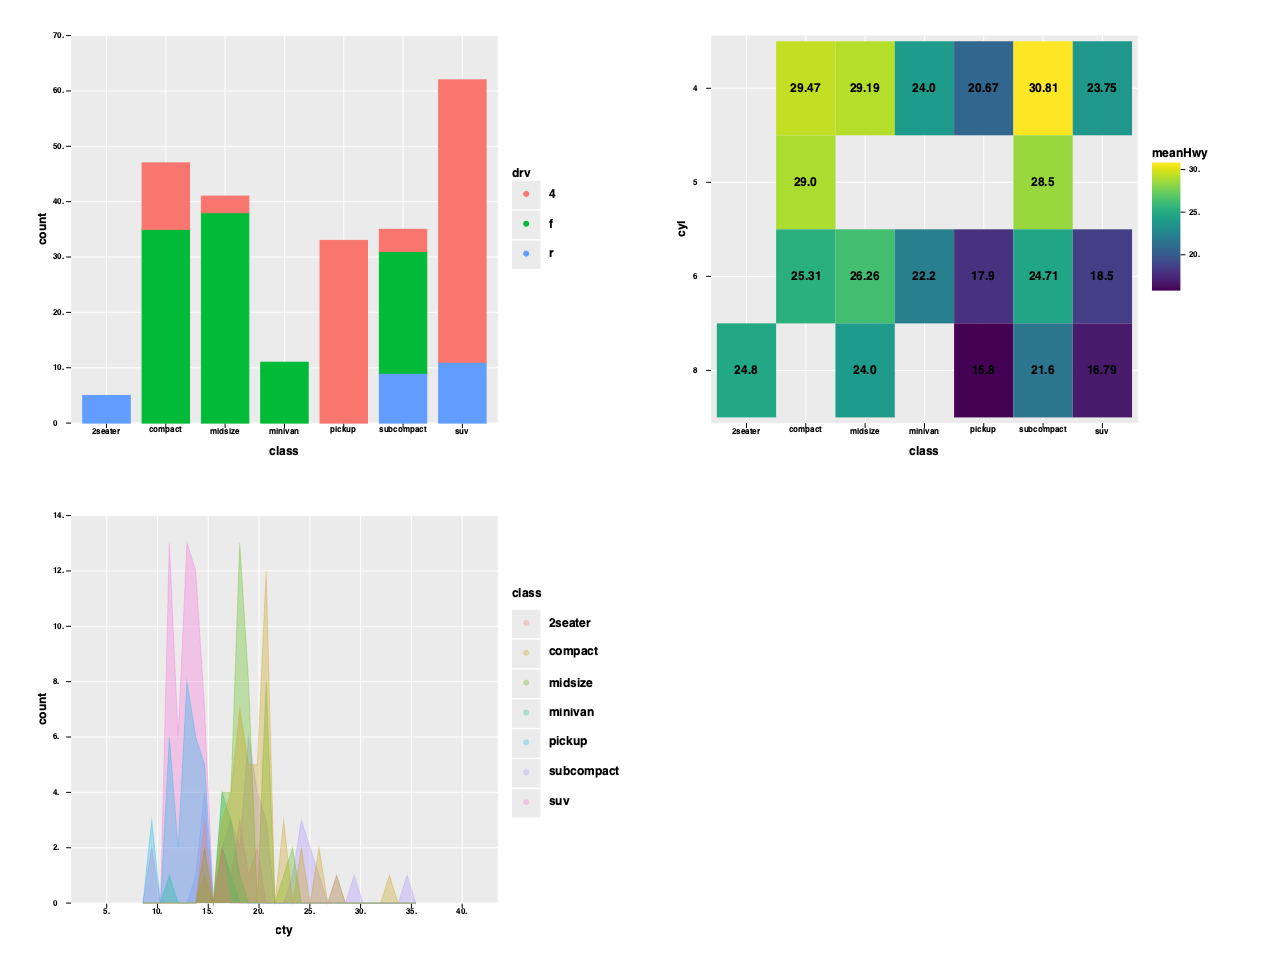 70.
60.
50.
40.
30.
20.
10.
0
count
2seater compact midsize minivan pickup subcompact suv
class
drv
4
f
r
4 29.47 29.19 24.0 20.67 30.81 23.75
5 29.0 28.5
6 25.31 26.26 22.2 17.9 24.71 18.5
8 24.8 24.0 15.8 21.6 16.79
cyl
2seater compact midsize minivan pickup subcompact suv
class
meanHwy
30.
25.
20.
14.
12.
10.
8.
6.
4.
2.
0
count
5. 10. 15. 20. 25. 30. 35. 40.
cty
class
2seater
compact
midsize
minivan
pickup
subcompact
suv